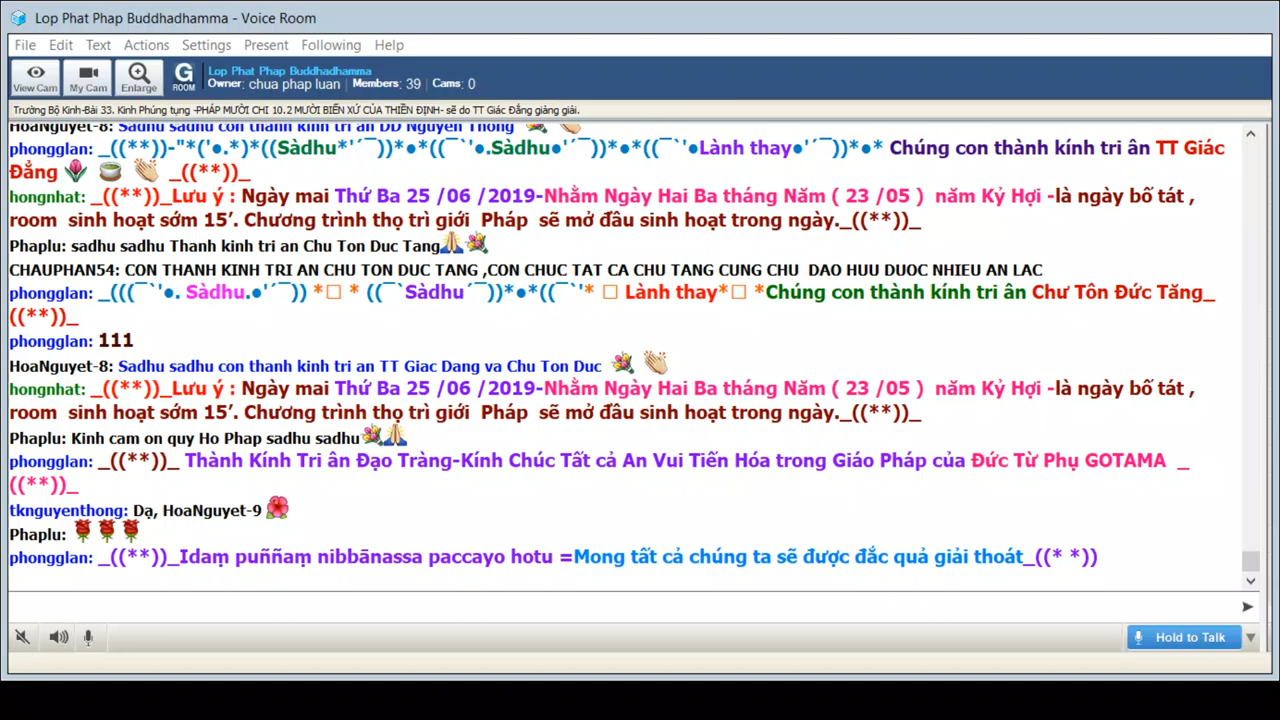 Lop Phat Phap Buddhadhamma - Voice Room
File Edit Text Actions Settings Present Following Help
View Cam My Cam Enlarge G ROOM Lop Phat Phap Buddhadhamma
Owner: chua phap luan | Members: 39 | Cams: 0
Trường Bộ Kinh-Bài 33. Kinh Phúng tụng -PHÁP MƯỜI CHI 10.2 MƯỜI BIẾN XỨ CỦA THIỀN ĐỊNH- sẽ do TT Giác Đẳng giảng giải.
HoaNguyet-8: Sadhu sadhu con thanh kinh tri an DD Nguyen Thong
phongglan: _((**))-"*('●.*)*((Sàdhu*'´¯))*●*((¯`'●.Sàdhu●'´¯))*●*((¯`'●Lành thay●'´¯))*●* Chúng con thành kính tri ân TT Giác
Đẳng _((**))_
hongnhat: _((**))_Lưu ý : Ngày mai Thứ Ba 25 /06 /2019-Nhằm Ngày Hai Ba tháng Năm ( 23 /05 ) năm Kỷ Hợi -là ngày bố tát ,
room sinh hoạt sớm 15’. Chương trình thọ trì giới Pháp sẽ mở đầu sinh hoạt trong ngày._((**))_
Phaplu: sadhu sadhu Thanh kinh tri an Chu Ton Duc Tang
CHAUPHAN54: CON THANH KINH TRI AN CHU TON DUC TANG ,CON CHUC TAT CA CHU TANG CUNG CHU DAO HUU DUOC NHIEU AN LAC
phongglan: _(((¯`'●. Sàdhu.●'´¯)) *□ * ((¯`Sàdhu´¯))*●*((¯`'* □ Lành thay*□ *Chúng con thành kính tri ân Chư Tôn Đức Tăng_
((**))_
phongglan: 111
HoaNguyet-8: Sadhu sadhu con thanh kinh tri an TT Giac Dang va Chu Ton Duc
hongnhat: _((**))_Lưu ý : Ngày mai Thứ Ba 25 /06 /2019-Nhằm Ngày Hai Ba tháng Năm ( 23 /05 ) năm Kỷ Hợi -là ngày bố tát ,
room sinh hoạt sớm 15’. Chương trình thọ trì giới Pháp sẽ mở đầu sinh hoạt trong ngày._((**))_
Phaplu: Kinh cam on quy Ho Phap sadhu sadhu
phongglan: _((**))_ Thành Kính Tri ân Đạo Tràng-Kính Chúc Tất cả An Vui Tiến Hóa trong Giáo Pháp của Đức Từ Phụ GOTAMA _
((**))_
tknguyenthong: Dạ, HoaNguyet-9
Phaplu:
phongglan: _((**))_Idaṃ puññaṃ nibbānassa paccayo hotu =Mong tất cả chúng ta sẽ được đắc quả giải thoát_((* *))
Hold to Talk